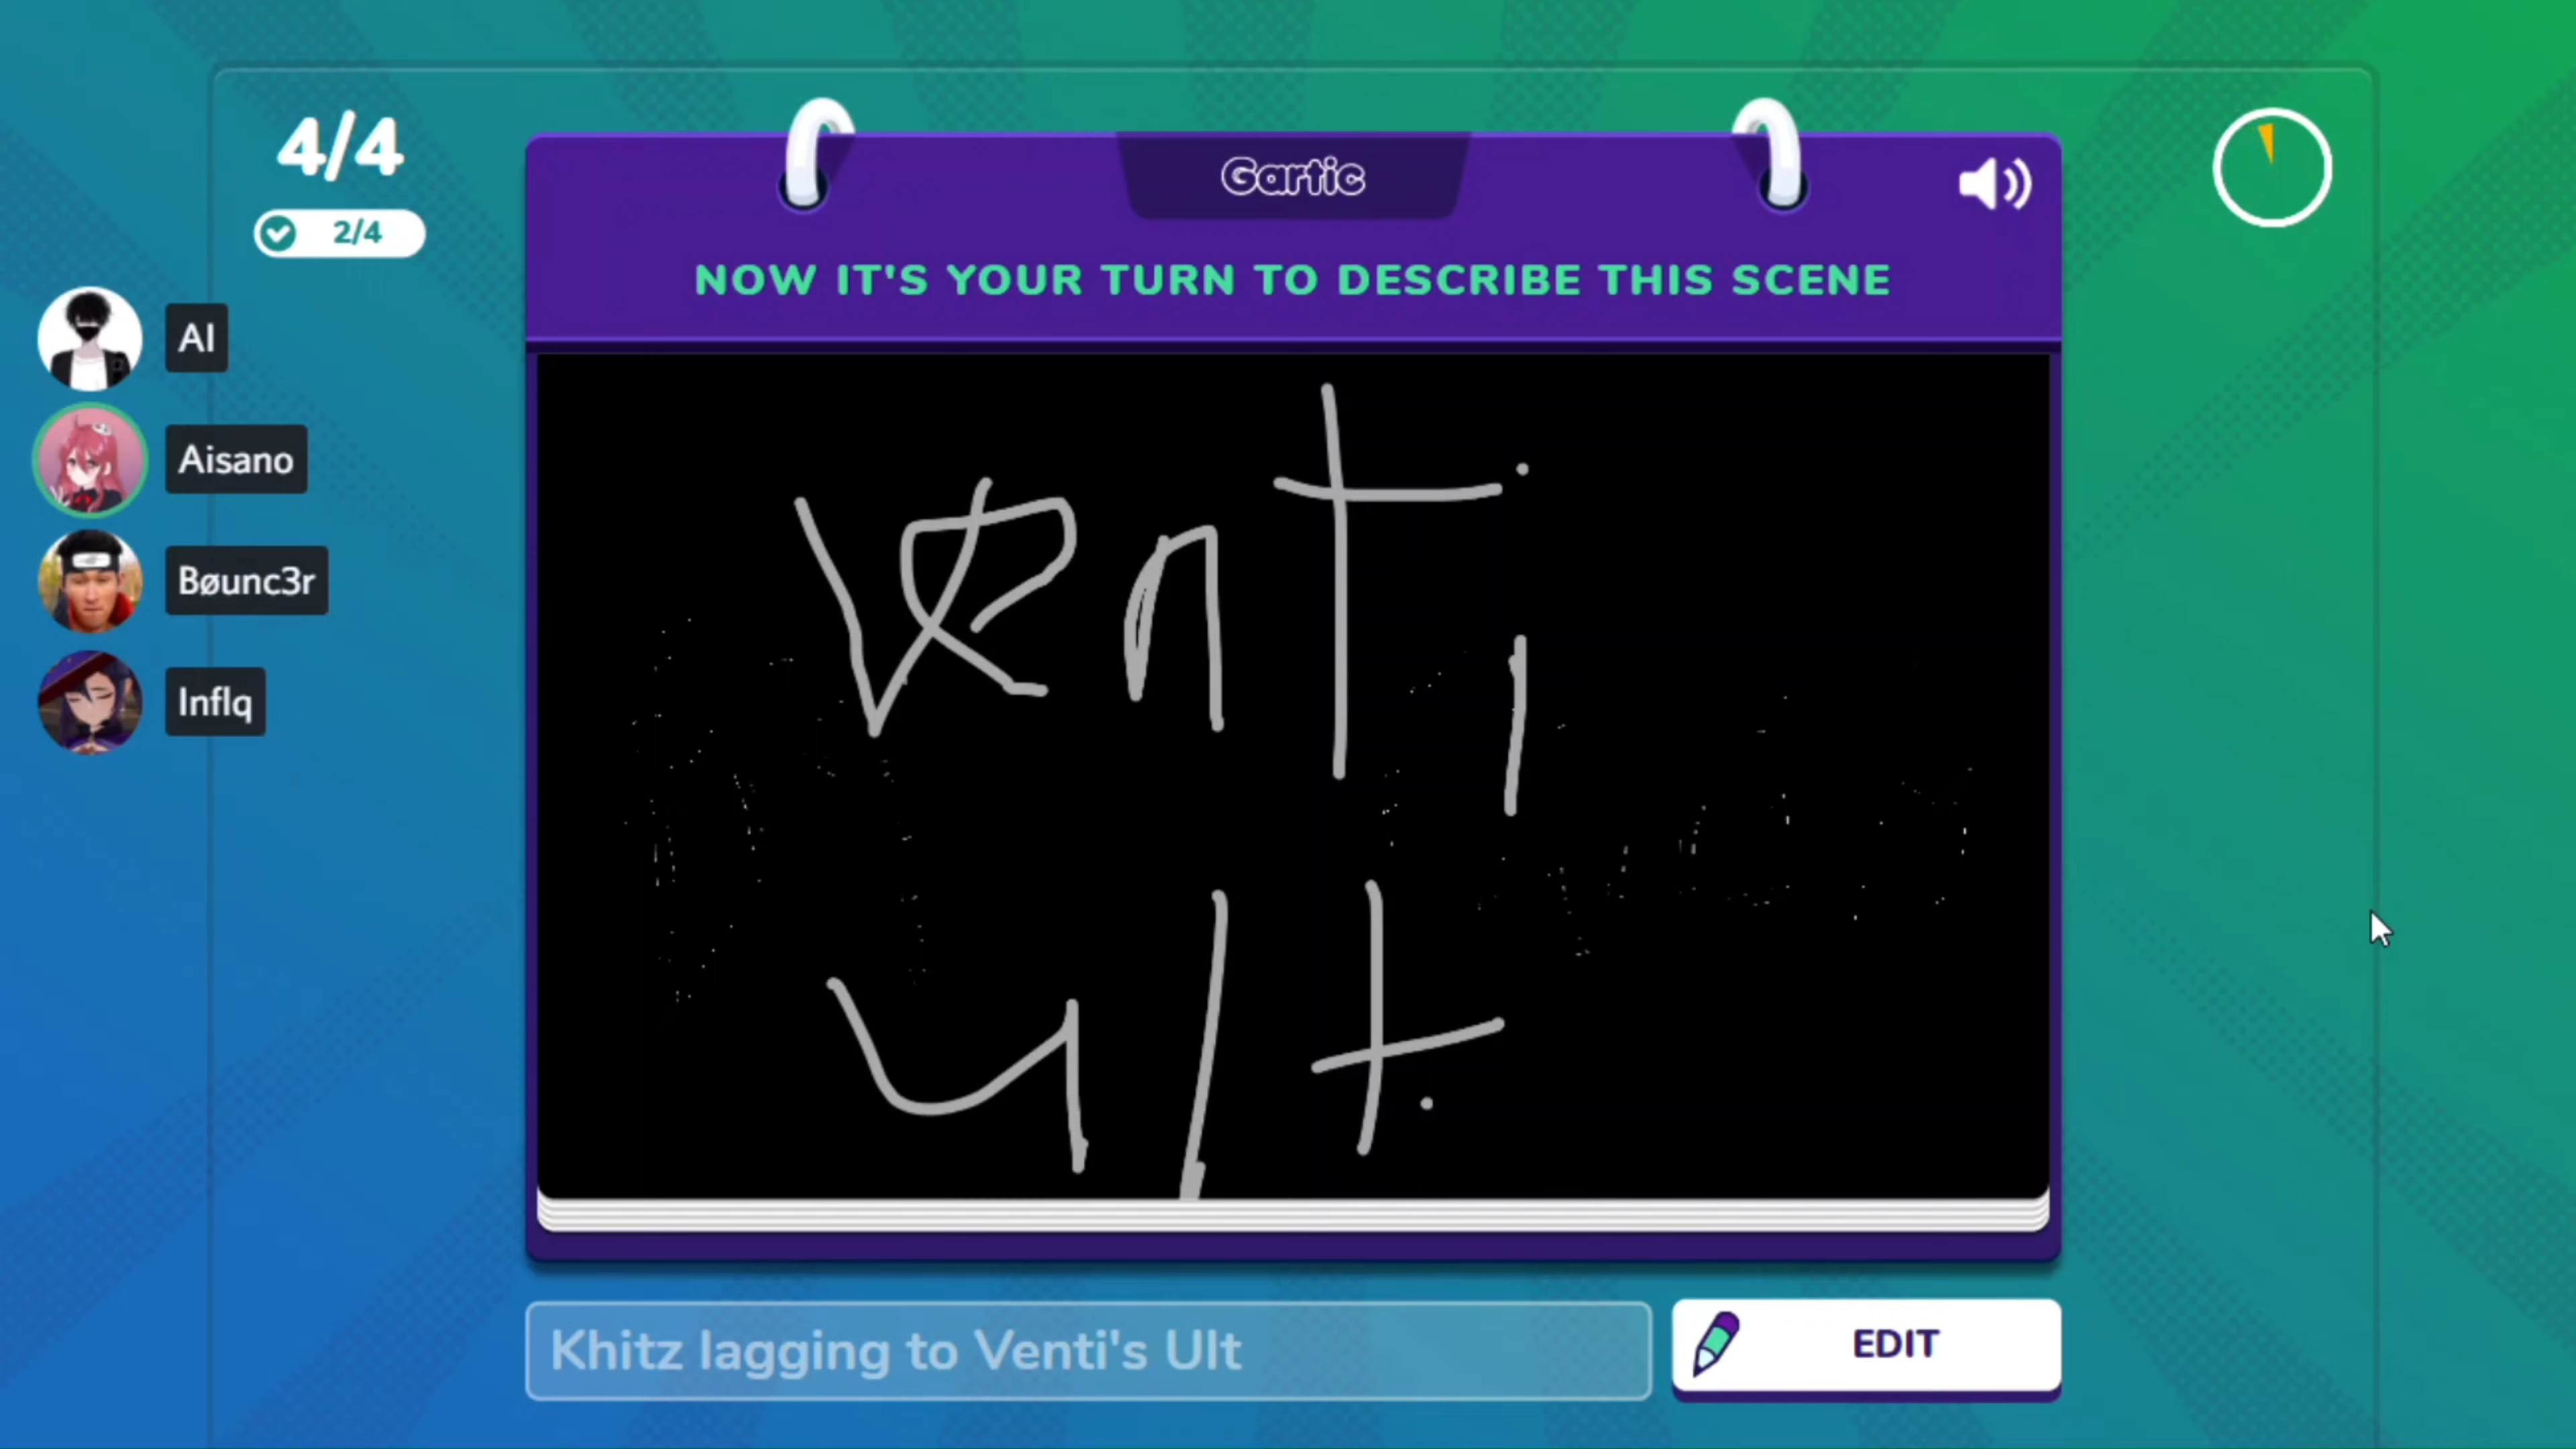 4/4
2/4
Gartic
NOW IT'S YOUR TURN TO DESCRIBE THIS SCENE
AI
Aisano
Bøunc3r
Inflq
Venti
ult
Khitz lagging to Venti's Ult
EDIT